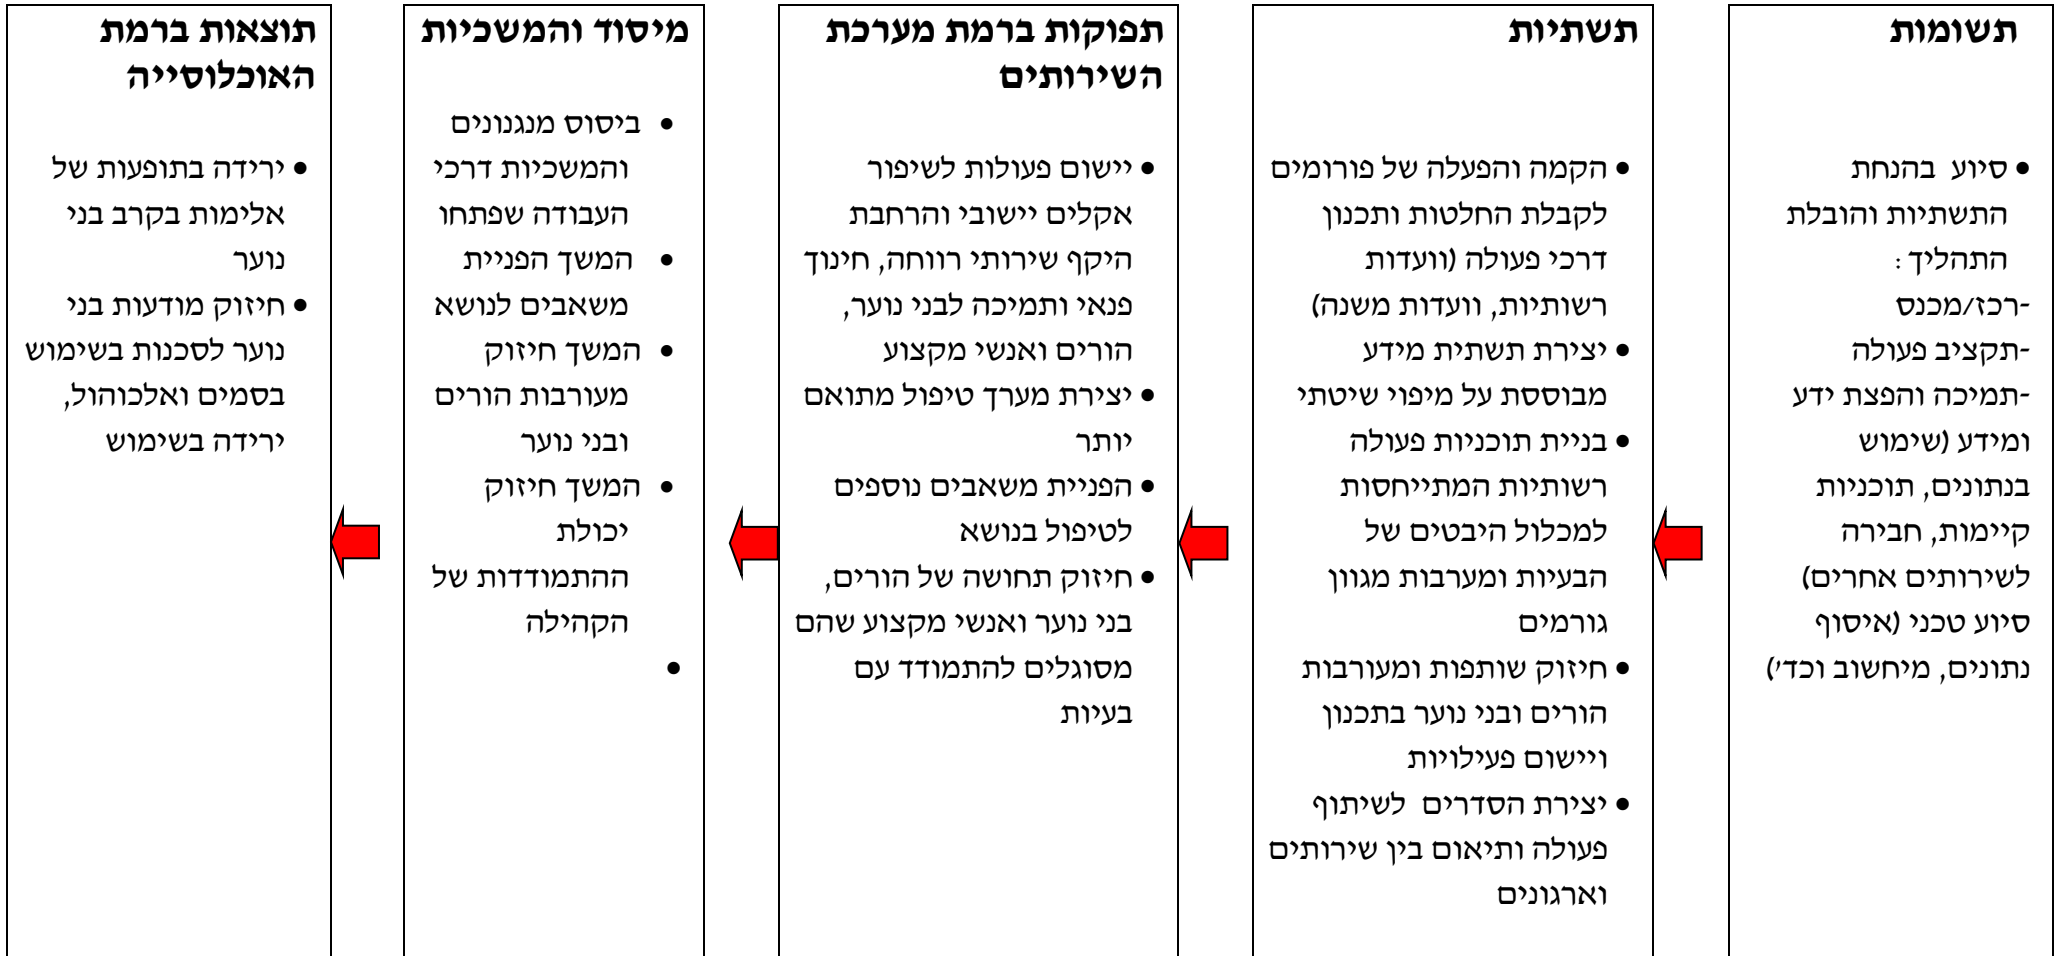 תשומות
• סיוע בהנחת
התשתיות והובלת
התהליך:
-רכז/מכנס
-תקציב פעולה
-תמיכה והפצת ידע
ומידע (שימוש
בנתונים, תוכניות
קיימות, חבירה
לשירותים אחרים)
סיוע טכני (איסוף
נתונים, מיחשוב וכד')
תשתיות
• הקמה והפעלה של פורומים
לקבלת החלטות ותכנון
דרכי פעולה (וועדות
רשותיות, וועדות משנה)
• יצירת תשתית מידע
מבוססת על מיפוי שיטתי
• בניית תוכניות פעולה
רשותיות המתייחסות
למכלול היבטים של
הבעיות ומערבות מגוון
גורמים
• חיזוק שותפות ומעורבות
הורים ובני נוער בתכנון
ויישום פעילויות
• יצירת הסדרים לשיתוף
פעולה ותיאום בין שירותים
וארגונים
תפוקות ברמת מערכת
השירותים
• יישום פעולות לשיפור
אקלים יישובי והרחבת
היקף שירותי רווחה, חינוך
פנאי ותמיכה לבני נוער,
הורים ואנשי מקצוע
• יצירת מערך טיפול מתואם
יותר
• הפניית משאבים נוספים
לטיפול בנושא
• חיזוק תחושה של הורים,
בני נוער ואנשי מקצוע שהם
מסוגלים להתמודד עם
בעיות
מיסוד והמשכיות
• ביסוס מנגנונים
והמשכיות דרכי
העבודה שפתחו
• המשך הפניית
משאבים לנושא
• המשך חיזוק
מעורבות הורים
ובני נוער
• המשך חיזוק
יכולת
ההתמודדות של
הקהילה
•
תוצאות ברמת
האוכלוסייה
• ירידה בתופעות של
אלימות בקרב בני
נוער
• חיזוק מודעות בני
נוער לסכנות בשימוש
בסמים ואלכוהול,
ירידה בשימוש